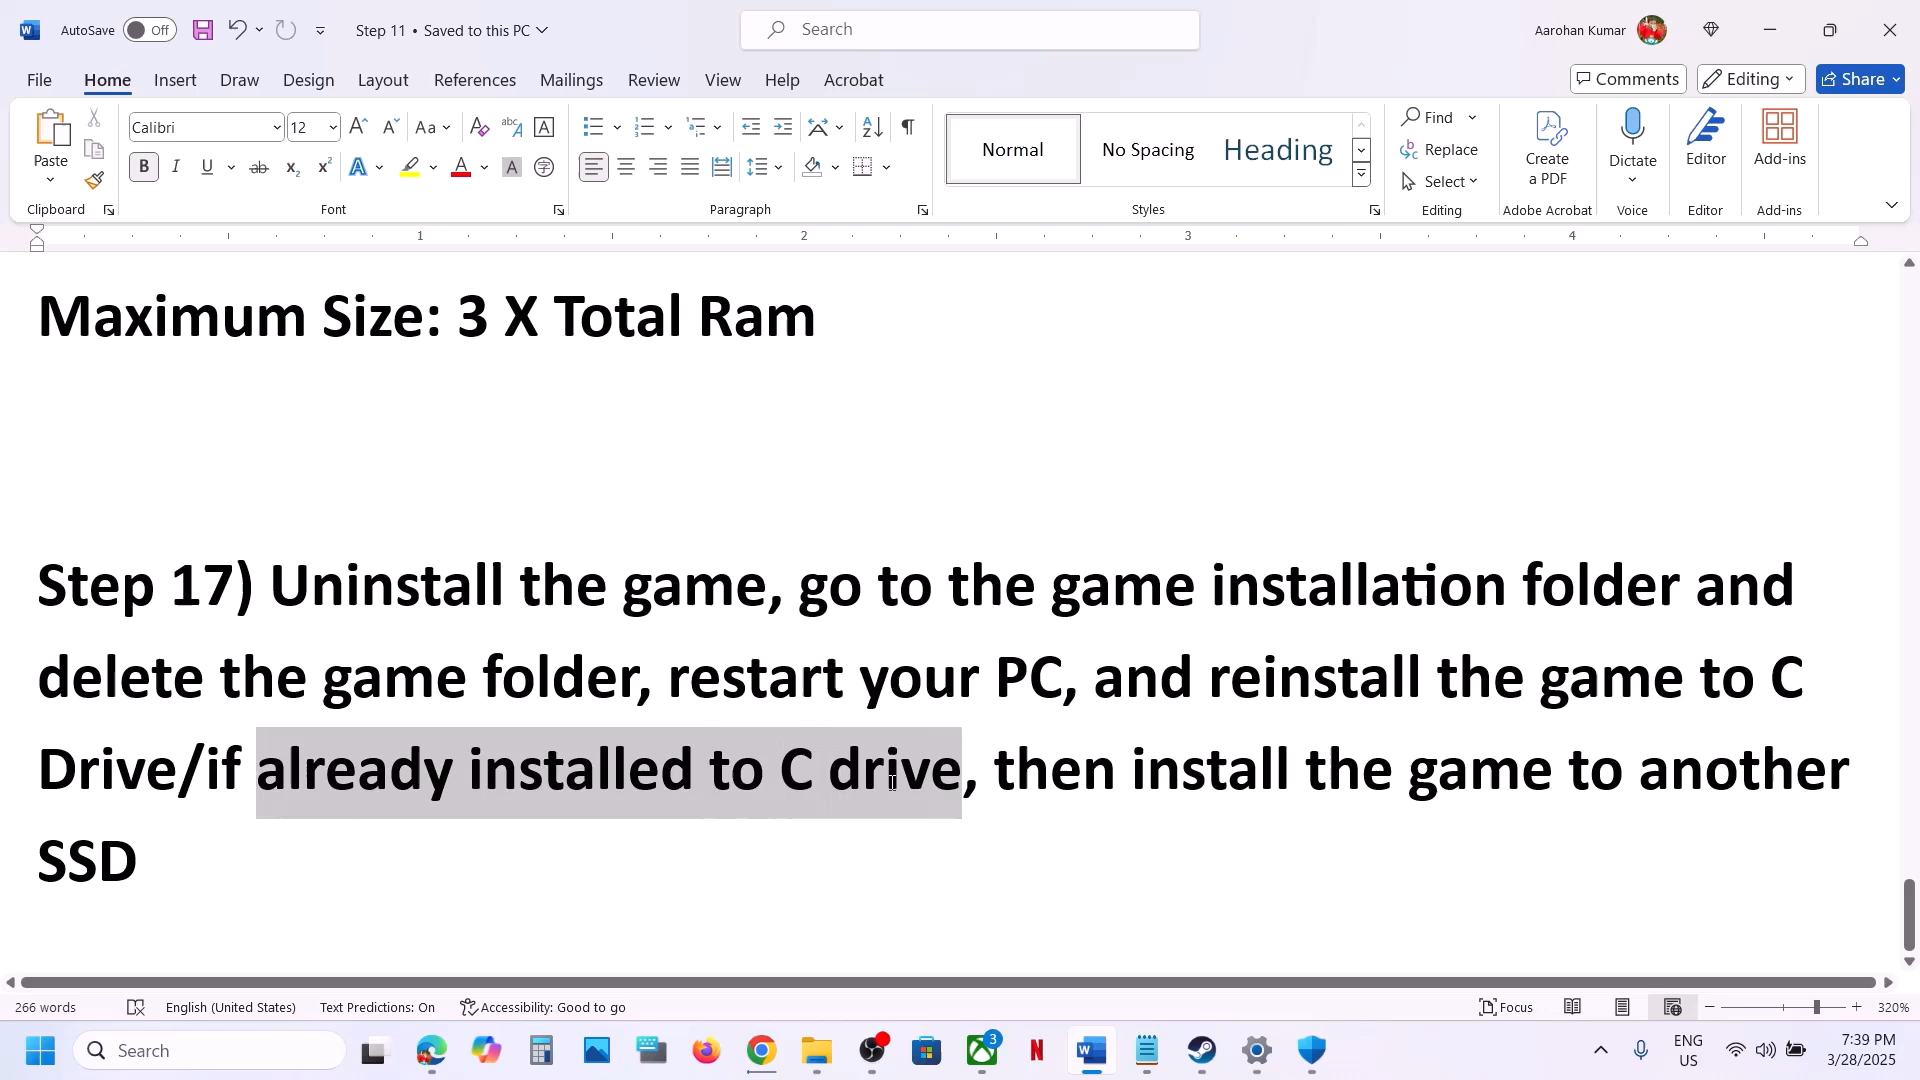 AutoSave Off Step 11 • Saved to this PC Search Aarohan Kumar
File Home Insert Draw Design Layout References Mailings Review View Help Acrobat Comments Editing Share
Paste Calibri 12 Normal No Spacing Heading Find Replace Select Create a PDF Dictate Editor Add-ins
Clipboard Font Paragraph Styles Editing Adobe Acrobat Voice Editor Add-ins
1 2 3 4
Maximum Size: 3 X Total Ram
Step 17) Uninstall the game, go to the game installation folder and
delete the game folder, restart your PC, and reinstall the game to C
Drive/if already installed to C drive, then install the game to another
SSD
266 words English (United States) Text Predictions: On Accessibility: Good to go Focus 320%
Search 3 ENG US 7:39 PM 3/28/2025